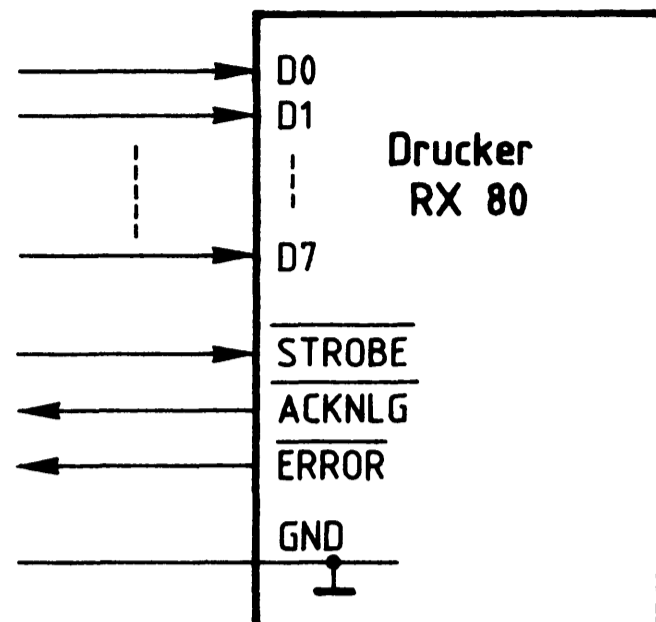 D0
D1
Drucker
RX 80
D7
STROBE
ACKNLG
ERROR
GND